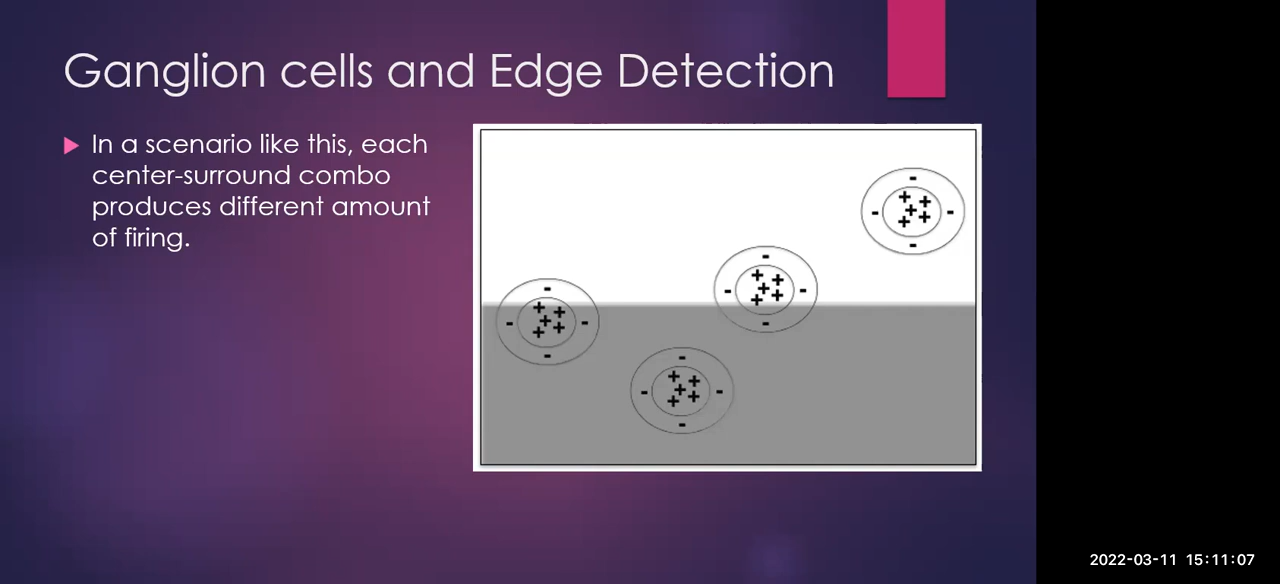 Ganglion cells and Edge Detection
In a scenario like this, each
center-surround combo
produces different amount
of firing.
2022-03-11 15:11:07